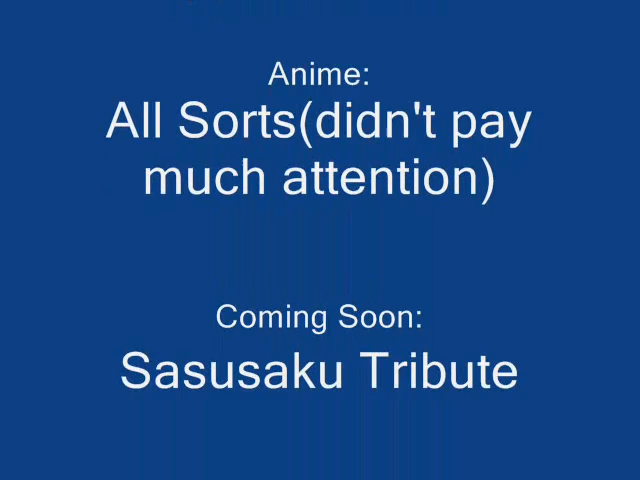 Anime:
All Sorts(didn't pay
much attention)
Coming Soon:
Sasusaku Tribute